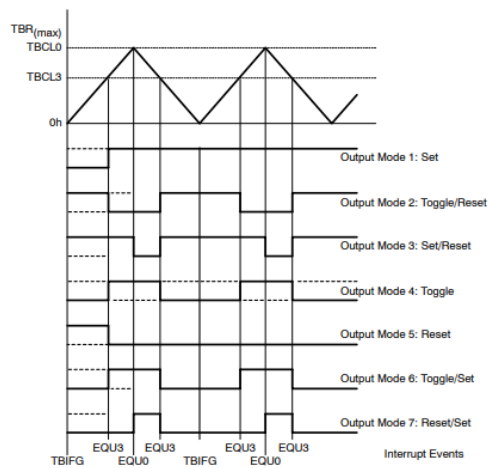 TBR(max)
TBCL0
TBCL3
0h
Output Mode 1: Set
Output Mode 2: Toggle/Reset
Output Mode 3: Set/Reset
Output Mode 4: Toggle
Output Mode 5: Reset
Output Mode 6: Toggle/Set
Output Mode 7: Reset/Set
EQU3 EQU3 EQU3 EQU3 Interrupt Events
TBIFG EQU0 TBIFG EQU0